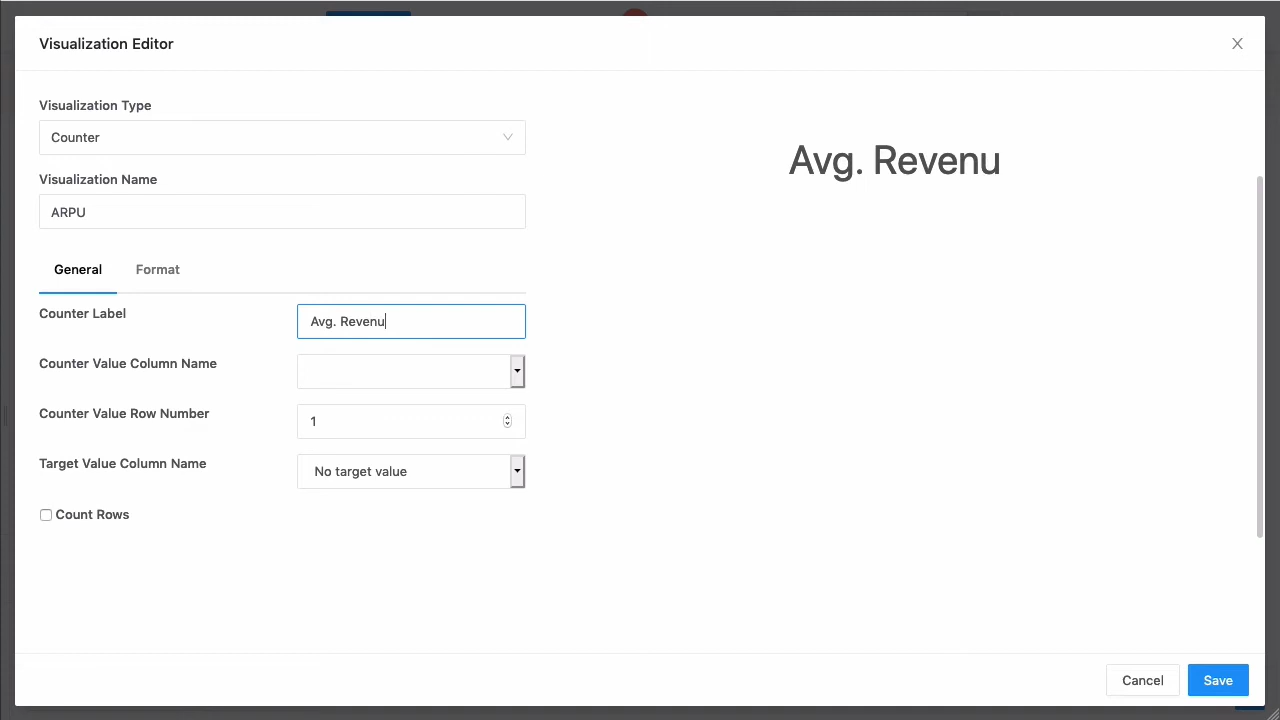 Visualization Editor
Visualization Type
Counter
Avg. Revenu
Visualization Name
ARPU
General
Format
Counter Label
Avg. Revenu
Counter Value Column Name
Counter Value Row Number
1
Target Value Column Name
No target value
Count Rows
Cancel
Save